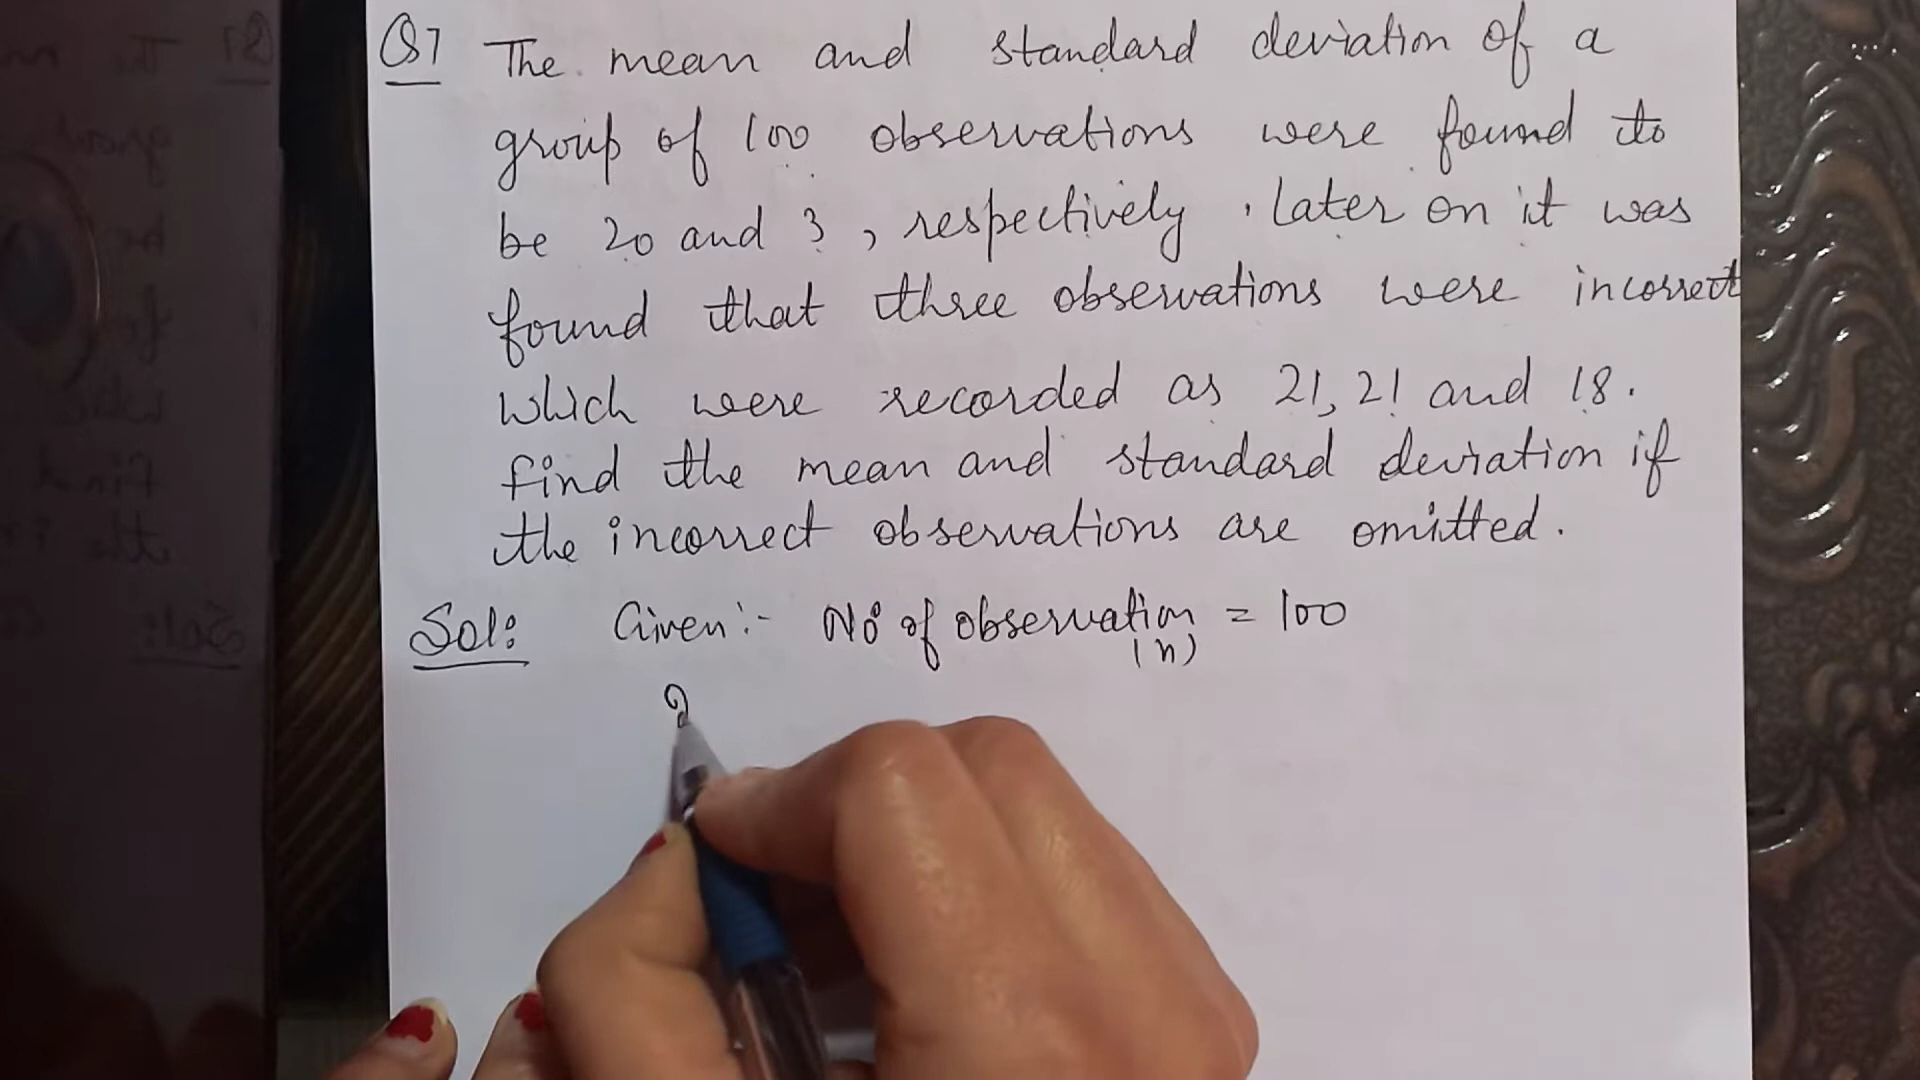 Q7 The mean and standard deviation of a
group of 100 observations were found to
be 20 and 3, respectively. Later on it was
found that three observations were incorrect
which were recorded as 21, 21 and 18.
find the mean and standard deviation if
the incorrect observations are omitted.
Sol: Given:- No of observation = 100
(n)